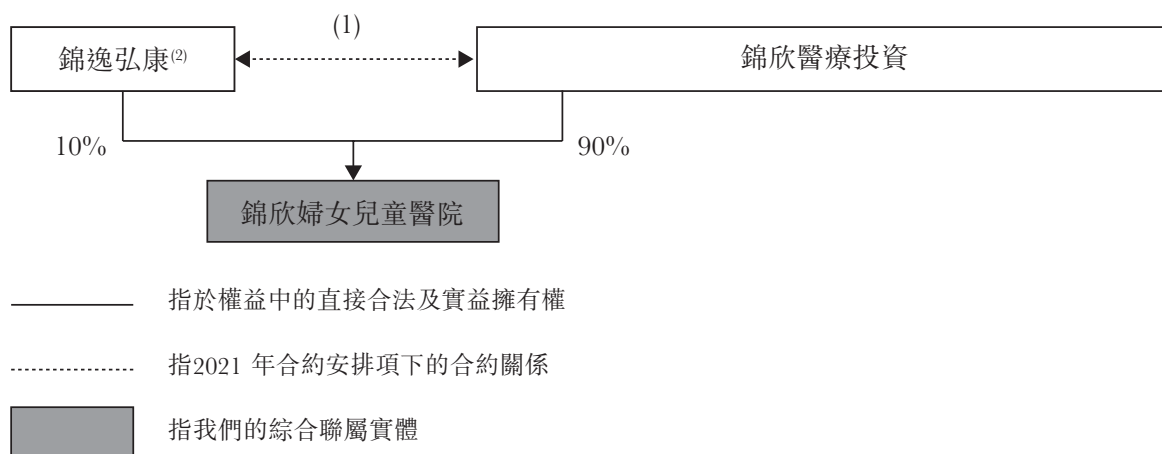 (1)
錦逸弘康(2)
錦欣醫療投資
10%
90%
錦欣婦女兒童醫院
指於權益中的直接合法及實益擁有權
指2021 年合約安排項下的合約關係
指我們的綜合聯屬實體